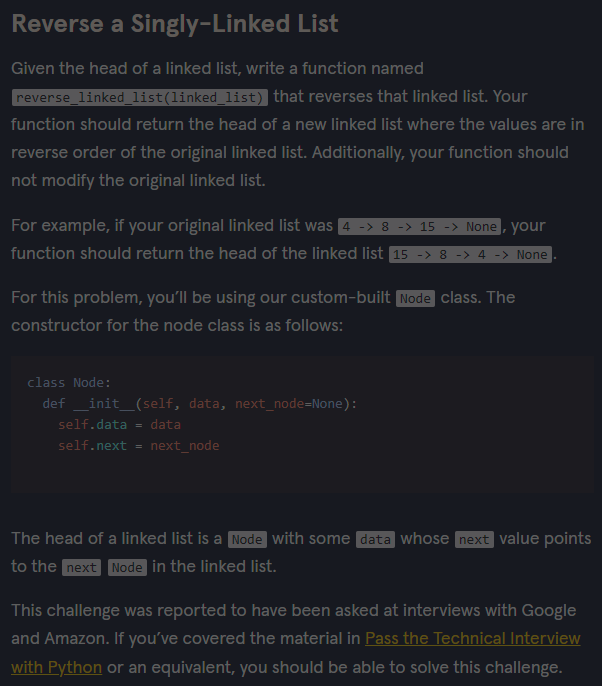 Reverse a Singly-Linked List
Given the head of a linked list, write a function named
reverse_linked_list(linked_list) that reverses that linked list. Your
function should return the head of a new linked list where the values are in
reverse order of the original linked list. Additionally, your function should
not modify the original linked list.
For example, if your original linked list was 4 -> 8 -> 15 -> None, your
function should return the head of the linked list 15 -> 8 -> 4 -> None.
For this problem, you’ll be using our custom-built Node class. The
constructor for the node class is as follows:
class Node:
  def __init__(self, data, next_node=None):
    self.data = data
    self.next = next_node
The head of a linked list is a Node with some data whose next value points
to the next Node in the linked list.
This challenge was reported to have been asked at interviews with Google
and Amazon. If you’ve covered the material in Pass the Technical Interview
with Python or an equivalent, you should be able to solve this challenge.